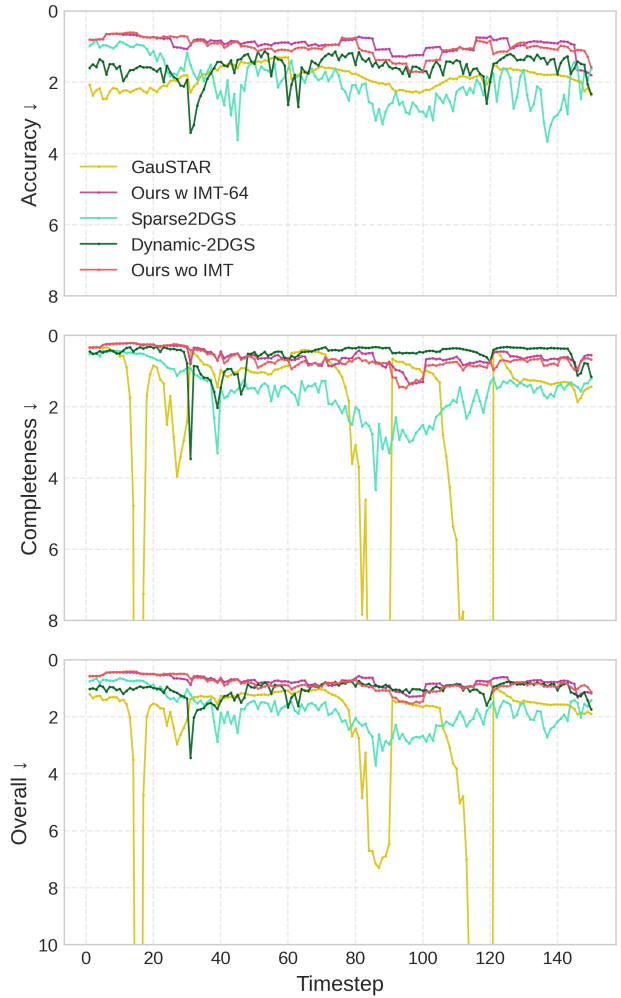 0
2
4
6
8
Accuracy ↓
GauSTAR
Ours w IMT-64
Sparse2DGS
Dynamic-2DGS
Ours wo IMT
0
2
4
6
8
Completeness ↓
0
2
4
6
8
10
Overall ↓
0 20 40 60 80 100 120 140
Timestep